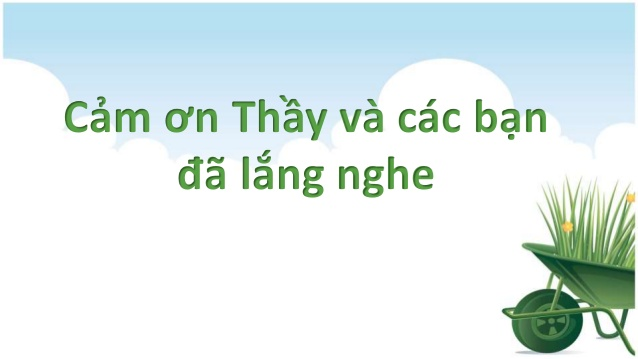 Cảm ơn Thầy và các bạn
đã lắng nghe